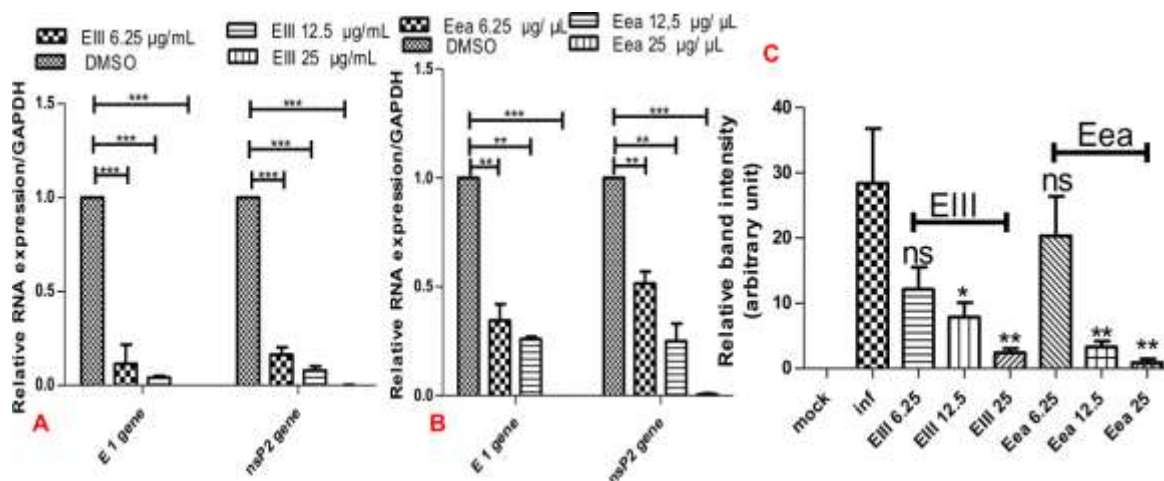 EIII 6.25 µg/mL
DMSO
EIII 12.5 µg/mL
EIII 25 µg/mL
Relative RNA expression/GAPDH
1.5
1.0
0.5
0.0
***
***
***
***
***
***
E 1 gene
nsP2 gene
A
Eea 6.25 µg/ µL
DMSO
Eea 12,5 µg/ µL
Eea 25 µg/ µL
Relative RNA expression/GAPDH
1.5
1.0
0.5
0.0
***
**
**
***
**
**
E 1 gene
nsP2 gene
B
C
Relative band intensity
(arbitrary unit)
40
30
20
10
0
EIII
Eea
ns
*
**
ns
**
**
mock
inf
EIII 6.25
EIII 12.5
EIII 25
Eea 6.25
Eea 12.5
Eea 25